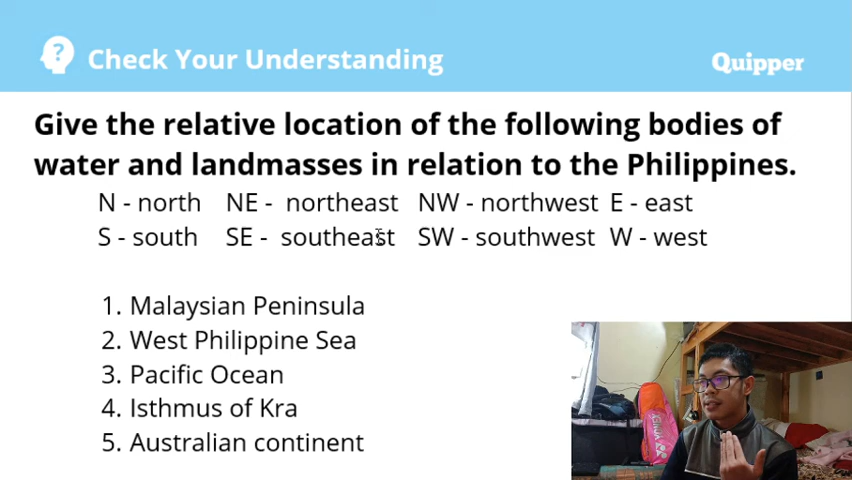 ?
Check Your Understanding
Quipper
Give the relative location of the following bodies of
water and landmasses in relation to the Philippines.
N - north NE - northeast NW - northwest E - east
S - south SE - southeast SW - southwest W - west
1. Malaysian Peninsula
2. West Philippine Sea
3. Pacific Ocean
4. Isthmus of Kra
5. Australian continent
YONEX